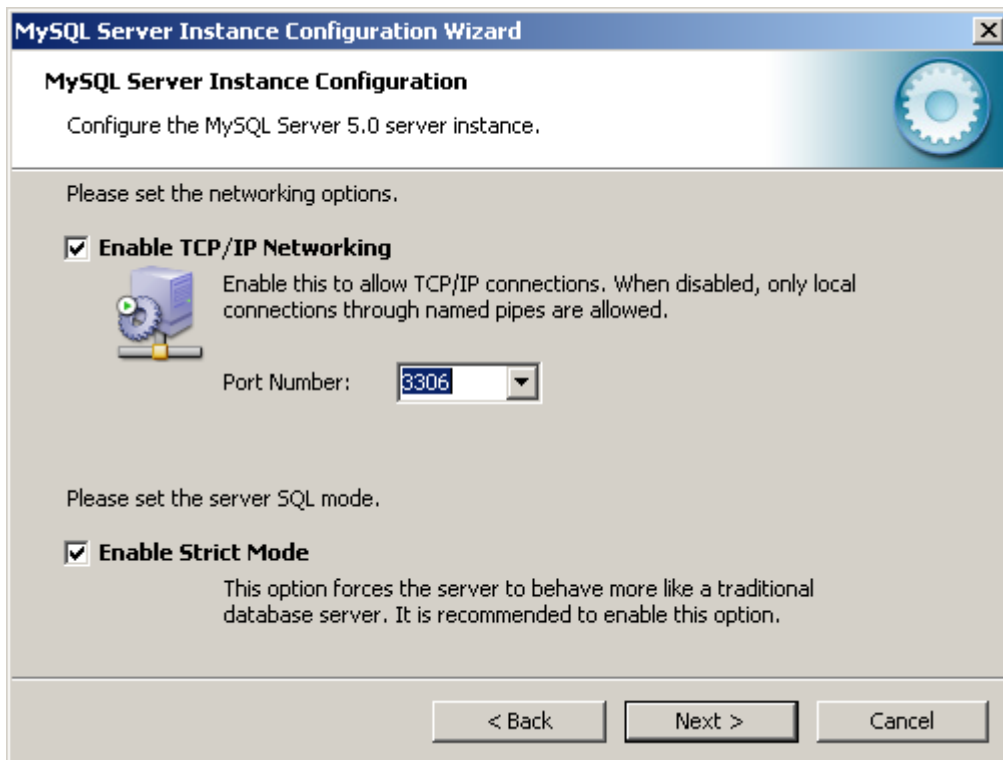 MySQL Server Instance Configuration Wizard
MySQL Server Instance Configuration
Configure the MySQL Server 5.0 server instance.
Please set the networking options.
Enable TCP/IP Networking
Enable this to allow TCP/IP connections. When disabled, only local
connections through named pipes are allowed.
Port Number: 3306
Please set the server SQL mode.
Enable Strict Mode
This option forces the server to behave more like a traditional
database server. It is recommended to enable this option.
< Back Next > Cancel